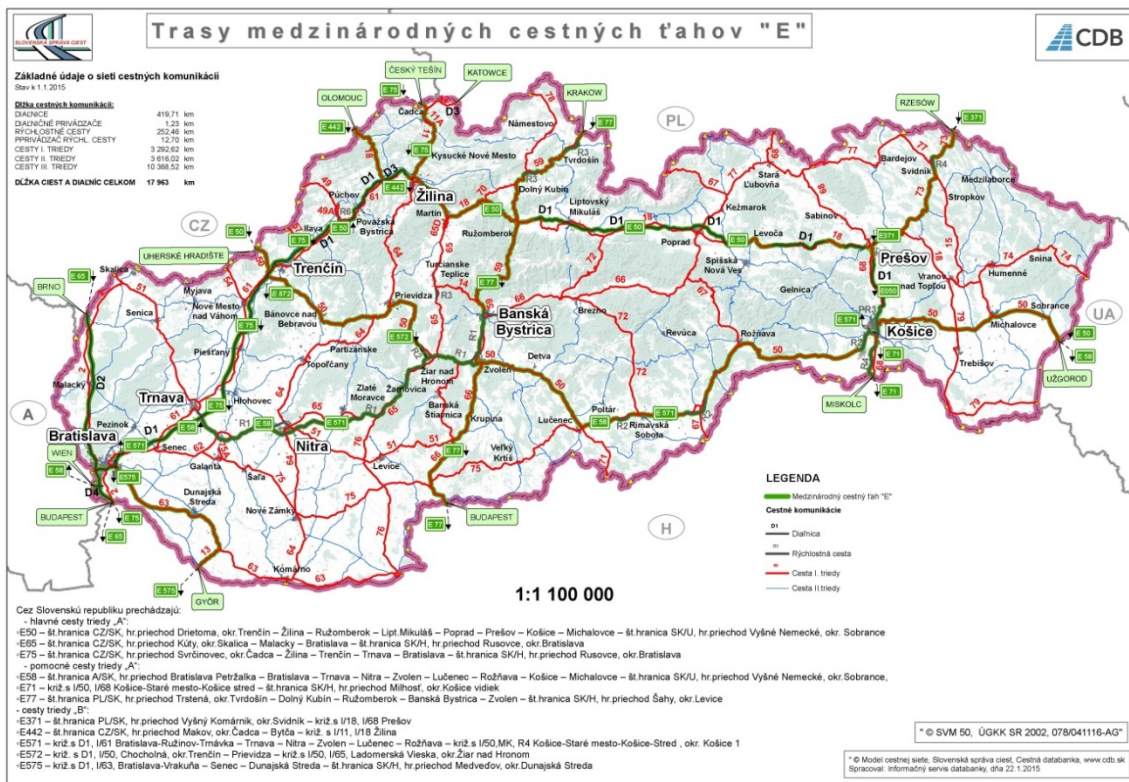 SLOVENSKÁ SPRÁVA CIEST
Trasy medzinárodných cestných ťahov "E"
CDB
Základné údaje o sieti cestných komunikácií
Stav k 1.1.2015
Dĺžka cestných komunikácií:
DIAĽNICE 419,71 km
DIAĽNIČNÉ PRIVÁDZAČE 1,23 km
RÝCHLOSTNÉ CESTY 252,46 km
PPRIVÁDZAČ RÝCHL. CESTY 12,70 km
CESTY I. TRIEDY 3 292,62 km
CESTY II. TRIEDY 3 616,02 km
CESTY III. TRIEDY 10 368,52 km
DĹŽKA CIEST A DIAĽNIC CELKOM 17 963 km
ČESKÝ TEŠÍN
KATOWCE
OLOMOUC
KRAKOW
RZESÓW
PL
CZ
UA
A
H
E 75
E 442
E 77
E 371
Čadca
D3
Námestovo
Kysucké Nové Mesto
Tvrdošín
Dolný Kubín
Púchov
Žilina
Martin
Považská Bystrica
Ilava
Ružomberok
Liptovský Mikuláš
Poprad
Kežmarok
Stará Ľubovňa
Levoča
Spišská Nová Ves
Sabinov
Bardejov
Svidník
Stropkov
Medzilaborce
Prešov
Vranov nad Topľou
Humenné
Snina
Sobrance
Michalovce
Trebišov
Košice
Gelnica
Rožňava
Revúca
Brezno
Banská Bystrica
Turčianske Teplice
Prievidza
Trenčín
Bánovce nad Bebravou
UHERSKÉ HRADIŠTE
BRNO
Skalica
Senica
Myjava
Nové Mesto nad Váhom
Piešťany
Partizánske
Topoľčany
Zlaté Moravce
Žarnovica
Žiar nad Hronom
Zvolen
Detva
Banská Štiavnica
Krupina
Lučenec
Poltár
Rimavská Sobota
Veľký Krtíš
Levice
Malacky
Pezinok
Trnava
Hlohovec
Bratislava
Senec
Galanta
Nitra
Šaľa
Dunajská Streda
Nové Zámky
Komárno
WIEN
BUDAPEST
GYÓR
BUDAPEST
MISKOLC
UŽGOROD
LEGENDA
Medzinárodný cestný ťah "E"
Cestné komunikácie
D1 Diaľnica
R1 Rýchlostná cesta
Cesta I. triedy
Cesta II.triedy
1:1 100 000
Cez Slovenskú republiku prechádzajú:
- hlavné cesty triedy „A":
-E50 – št.hranica CZ/SK, hr.priechod Drietoma, okr.Trenčín – Žilina – Ružomberok – Lipt.Mikuláš – Poprad – Prešov – Košice – Michalovce – št.hranica SK/U, hr.priechod Vyšné Nemecké, okr. Sobrance
-E65 – št.hranica CZ/SK, hr.priechod Kúty, okr.Skalica – Malacky – Bratislava – št.hranica SK/H, hr.priechod Rusovce, okr.Bratislava
-E75 – št.hranica CZ/SK, hr.priechod Svrčinovec, okr.Čadca – Žilina – Trenčín – Trnava – Bratislava – št.hranica SK/H, hr.priechod Rusovce, okr.Bratislava
- pomocné cesty triedy „A":
-E58 – št.hranica A/SK, hr.priechod Bratislava Petržalka – Bratislava – Trnava – Nitra – Zvolen – Lučenec – Rožňava – Košice – Michalovce – št.hranica SK/U, hr.priechod Vyšné Nemecké, okr.Sobrance,
-E71 – križ.s I/50, I/68 Košice-Staré mesto-Košice stred – št.hranica SK/H, hr.priechod Milhosť, okr.Košice vidiek
-E77 – št.hranica PL/SK, hr.priechod Trstená, okr.Tvrdošín – Dolný Kubín – Ružomberok – Banská Bystrica – Zvolen – št.hranica SK/H, hr.priechod Šahy, okr.Levice
- cesty triedy „B":
-E371 – št.hranica PL/SK, hr.priechod Vyšný Komárnik, okr.Svidník – križ.s I/18, I/68 Prešov
-E442 – št.hranica CZ/SK, hr.priechod Makov, okr.Čadca – Bytča – križ. s I/11, I/18 Žilina
-E571 – križ.s D1, I/61 Bratislava-Ružinov-Trnávka – Trnava – Nitra – Zvolen – Lučenec – Rožňava – križ.s I/50,MK, R4 Košice-Staré mesto-Košice-Stred , okr. Košice 1
-E572 – križ. s D1, I/50, Chocholná, okr.Trenčín – Prievidza – križ.s I/50, I/65, Ladomerská Vieska, okr.Žiar nad Hronom
-E575 – križ.s D1, I/63, Bratislava-Vrakuňa – Senec – Dunajská Streda – št.hranica SK/H, hr.priechod Medveďov, okr.Dunajská Streda
" © SVM 50, ÚGKK SR 2002, 078/041116-AG"
" © Model cestnej siete, Slovenská správa ciest, Cestná databanka, www.cdb.sk
Spracoval: Informačný servis databanky, dňa 22.1.2015